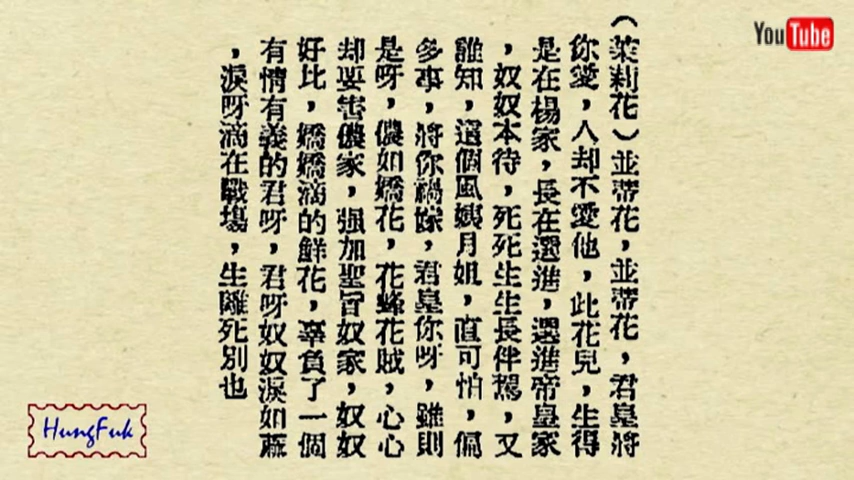 (茉莉花)並蒂花,並蒂花,君皇將
你愛,人却不愛他,此花兒,生得
是在楊家,長在選進,選進帝皇家
,奴奴本待,死死生生長伴駕,又
誰知,這個風姨月姐,直可怕,偏
多事,將你禍嫁,君皇你呀,雖則
是呀,儂如嬌花,花蜂花賊,心心
却要害儂家,强加聖旨奴家,奴奴
好比,嬌嬌滴的鮮花,辜負了一個
有情有義的君呀,君呀奴奴淚如蔴
,淚呀滴在戰塲,生離死別也
YouTube
HungFuk